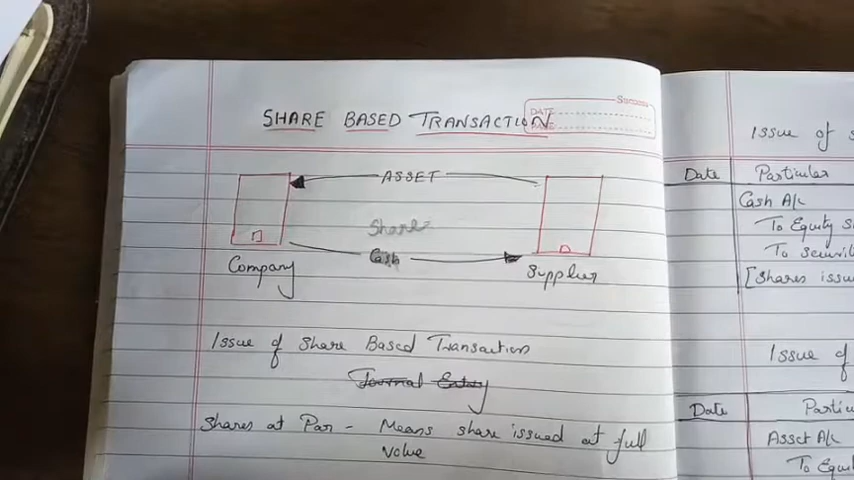 SHARE BASED TRANSACTION
DATE
PAGE
ASSET
Share
Cash
Company
Supplier
Issue of Share Based Transaction
Journal Entry
Shares at Par - Means share issued at full
value
Issue of
Date Particular
Cash A/c
To Equity S
To Securi
[Shares issue
Issue of
Date Partic
Asset A/c
To Equ